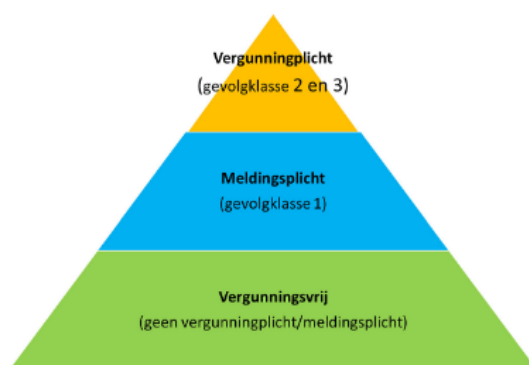 Vergunningplicht
(gevolgklasse 2 en 3)
Meldingsplicht
(gevolgklasse 1)
Vergunningsvrij
(geen vergunningplicht/meldingsplicht)